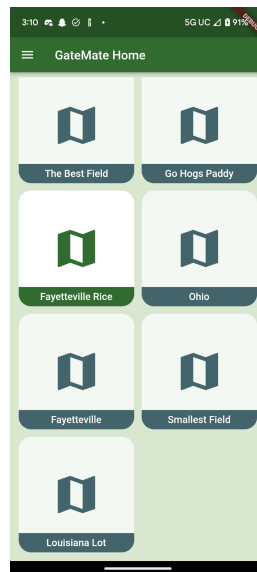 3:10 5G UC 91%
DEBUG
GateMate Home
The Best Field
Go Hogs Paddy
Fayetteville Rice
Ohio
Fayetteville
Smallest Field
Louisiana Lot